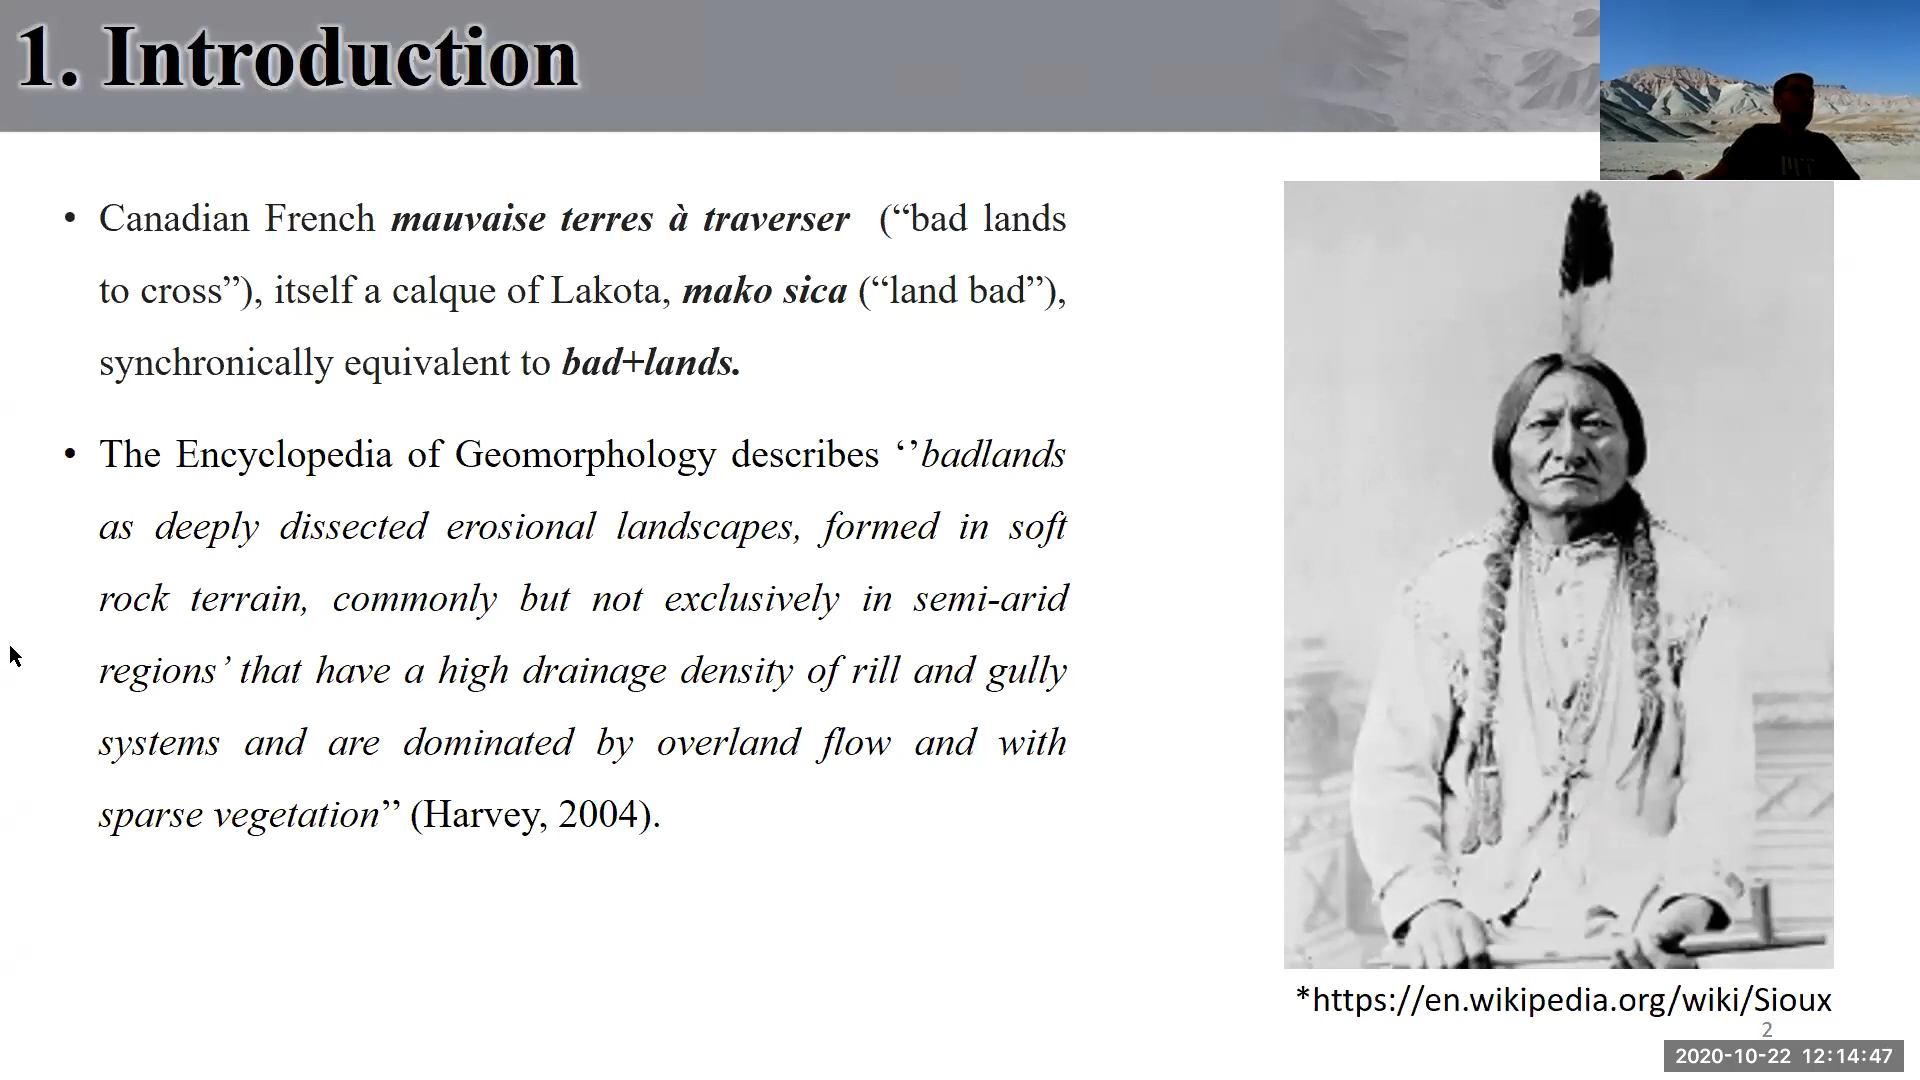 1. Introduction
• Canadian French mauvaise terres à traverser (“bad lands
to cross”), itself a calque of Lakota, mako sica (“land bad”),
synchronically equivalent to bad+lands.
• The Encyclopedia of Geomorphology describes ‘’badlands
as deeply dissected erosional landscapes, formed in soft
rock terrain, commonly but not exclusively in semi-arid
regions’ that have a high drainage density of rill and gully
systems and are dominated by overland flow and with
sparse vegetation’’ (Harvey, 2004).
*https://en.wikipedia.org/wiki/Sioux
2
2020-10-22 12:14:47